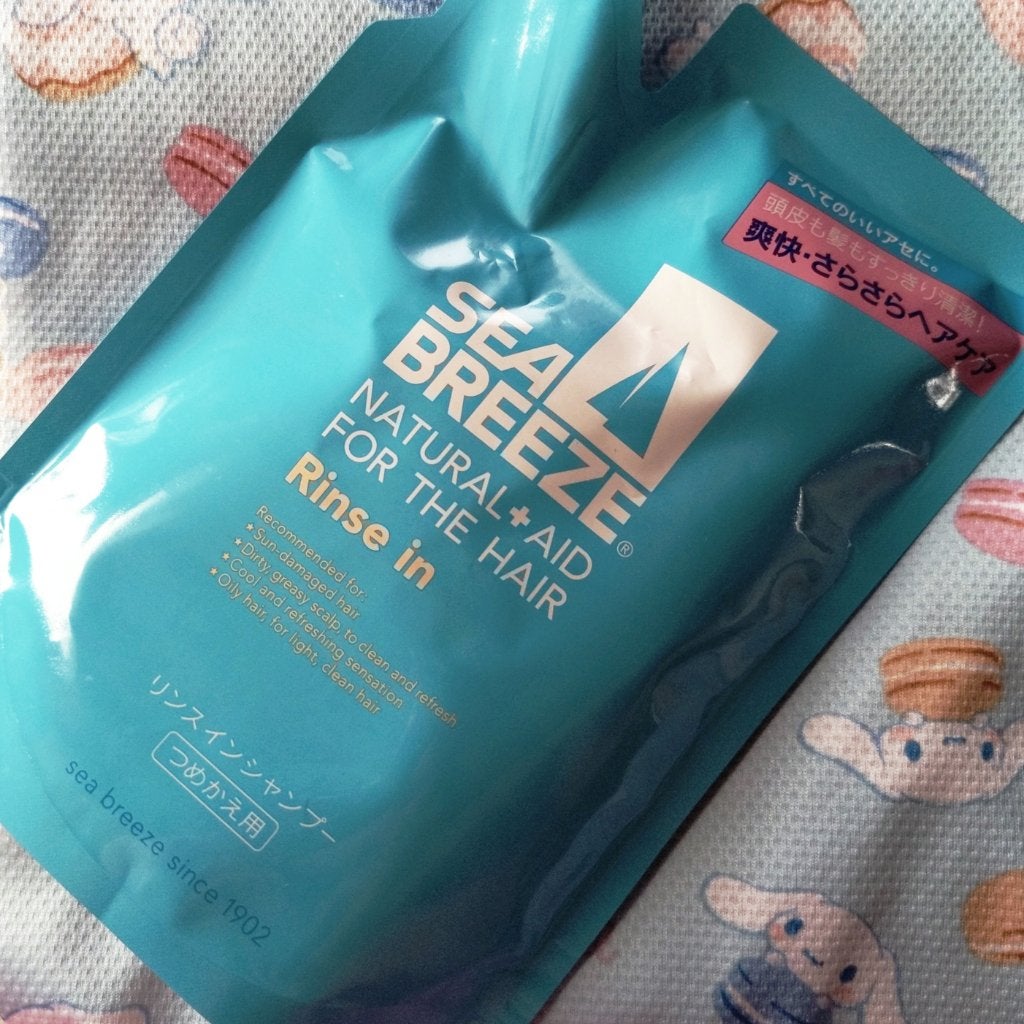 すべてのいいアセに。
頭皮も髪もすっきり清潔!
爽快・さらさらヘアケア
SEA
BREEZE®
NATURAL+AID
FOR THE HAIR
Rinse in
Recommended for:
★Sun-damaged hair
★Dirty greasy scalp, to clean and refresh
★Cool and refreshing sensation
★Oily hair, for light, clean hair
リンスインシャンプー
つめかえ用
sea breeze since 1902